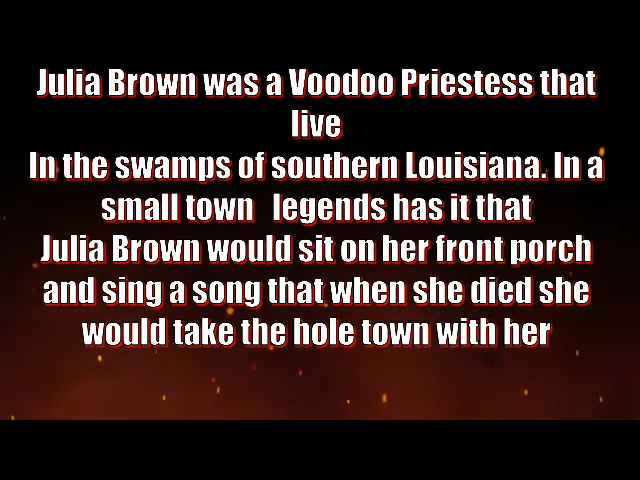 Julia Brown was a Voodoo Priestess that
live
In the swamps of southern Louisiana. In a
small town legends has it that
Julia Brown would sit on her front porch
and sing a song that when she died she
would take the hole town with her